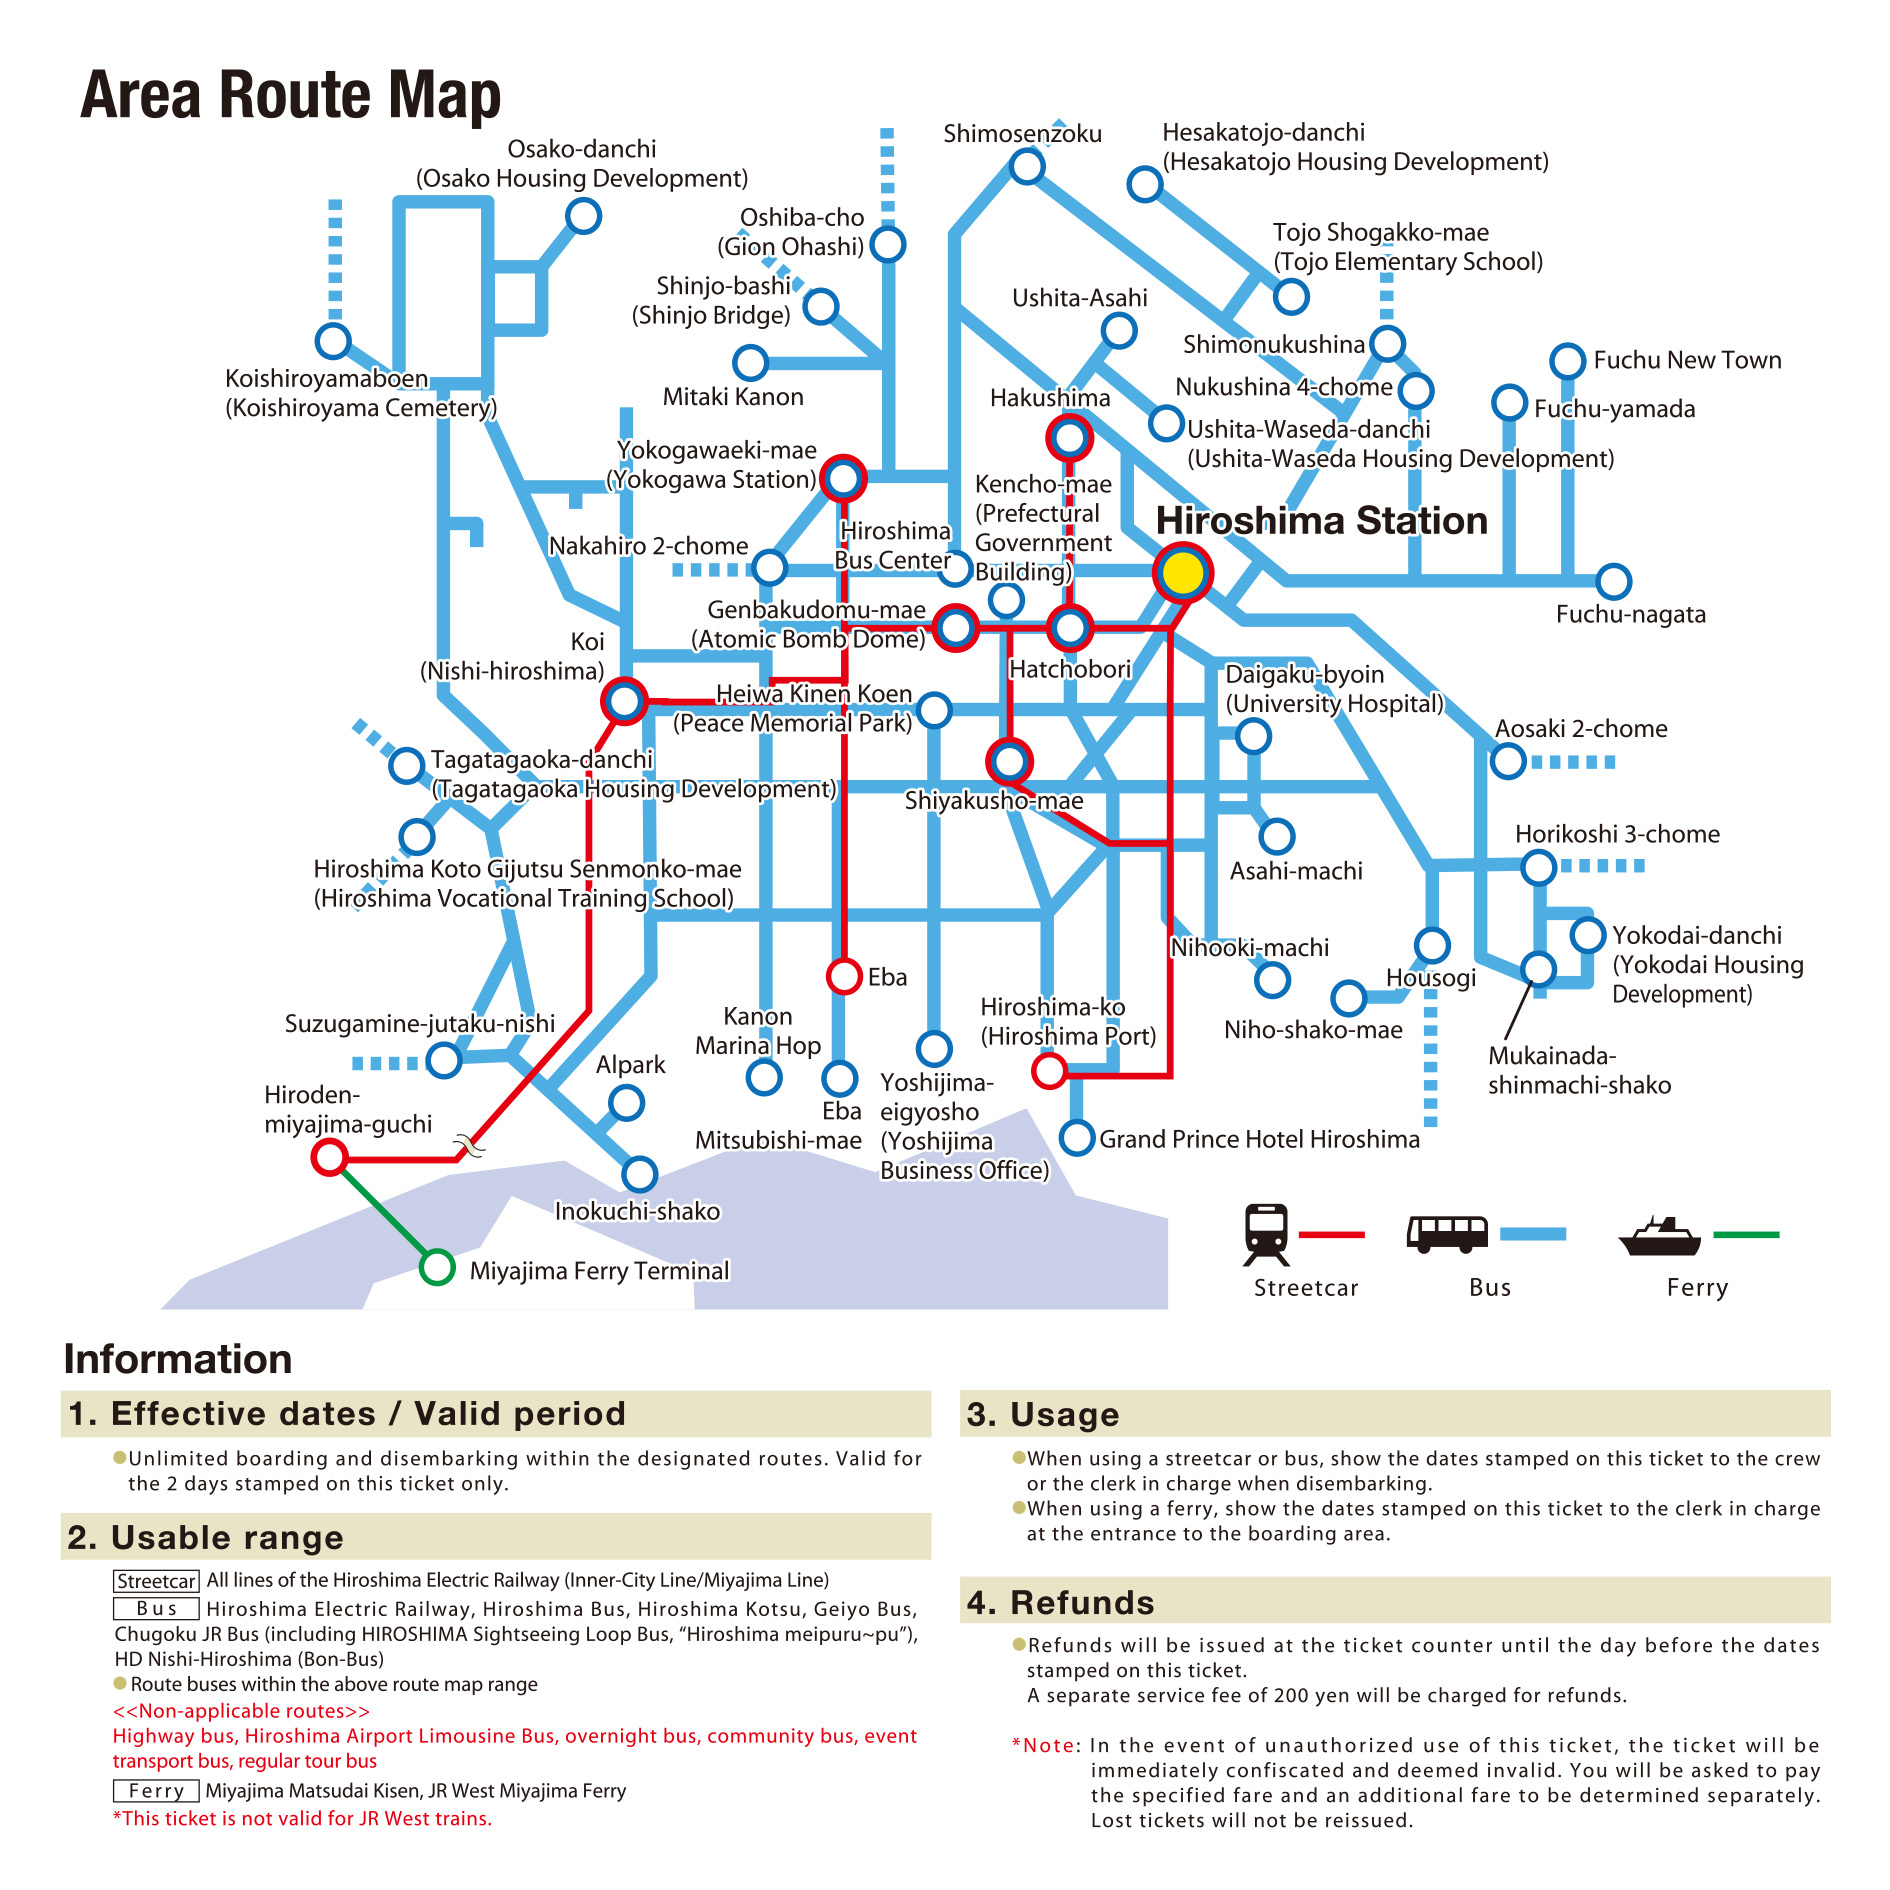 Area Route Map
Osako-danchi
(Osako Housing Development)
Shimosenzoku
Hesakatojo-danchi
(Hesakatojo Housing Development)
Oshiba-cho
(Gion Ohashi)
Tojo Shogakko-mae
(Tojo Elementary School)
Shinjo-bashi
(Shinjo Bridge)
Ushita-Asahi
Shimonukushina
Fuchu New Town
Koishiroyamaboen
(Koishiroyama Cemetery)
Mitaki Kanon
Hakushima
Nukushina 4-chome
Fuchu-yamada
Ushita-Waseda-danchi
(Ushita-Waseda Housing Development)
Yokogawaeki-mae
(Yokogawa Station)
Kencho-mae
(Prefectural
Government
Building)
Hiroshima Station
Hiroshima
Bus Center
Nakahiro 2-chome
Genbakudomu-mae
(Atomic Bomb Dome)
Fuchu-nagata
Koi
(Nishi-hiroshima)
Hatchobori
Daigaku-byoin
(University Hospital)
Heiwa Kinen Koen
(Peace Memorial Park)
Aosaki 2-chome
Tagatagaoka-danchi
(Tagatagaoka Housing Development)
Shiyakusho-mae
Horikoshi 3-chome
Hiroshima Koto Gijutsu Senmonko-mae
(Hiroshima Vocational Training School)
Asahi-machi
Nihooki-machi
Yokodai-danchi
(Yokodai Housing
Development)
Eba
Housogi
Suzugamine-jutaku-nishi
Kanon
Marina Hop
Hiroshima-ko
(Hiroshima Port)
Niho-shako-mae
Mukainada-
shinmachi-shako
Alpark
Hiroden-
miyajima-guchi
Eba
Mitsubishi-mae
Yoshijima-
eigyosho
(Yoshijima
Business Office)
Grand Prince Hotel Hiroshima
Inokuchi-shako
Miyajima Ferry Terminal
Streetcar
Bus
Ferry
Information
1. Effective dates / Valid period
Unlimited boarding and disembarking within the designated routes. Valid for
the 2 days stamped on this ticket only.
2. Usable range
Streetcar All lines of the Hiroshima Electric Railway (Inner-City Line/Miyajima Line)
Bus Hiroshima Electric Railway, Hiroshima Bus, Hiroshima Kotsu, Geiyo Bus,
Chugoku JR Bus (including HIROSHIMA Sightseeing Loop Bus, “Hiroshima meipuru~pu”),
HD Nishi-Hiroshima (Bon-Bus)
Route buses within the above route map range
<<Non-applicable routes>>
Highway bus, Hiroshima Airport Limousine Bus, overnight bus, community bus, event
transport bus, regular tour bus
Ferry Miyajima Matsudai Kisen, JR West Miyajima Ferry
*This ticket is not valid for JR West trains.
3. Usage
When using a streetcar or bus, show the dates stamped on this ticket to the crew
or the clerk in charge when disembarking.
When using a ferry, show the dates stamped on this ticket to the clerk in charge
at the entrance to the boarding area.
4. Refunds
Refunds will be issued at the ticket counter until the day before the dates
stamped on this ticket.
A separate service fee of 200 yen will be charged for refunds.
*Note: In the event of unauthorized use of this ticket, the ticket will be
immediately confiscated and deemed invalid. You will be asked to pay
the specified fare and an additional fare to be determined separately.
Lost tickets will not be reissued.